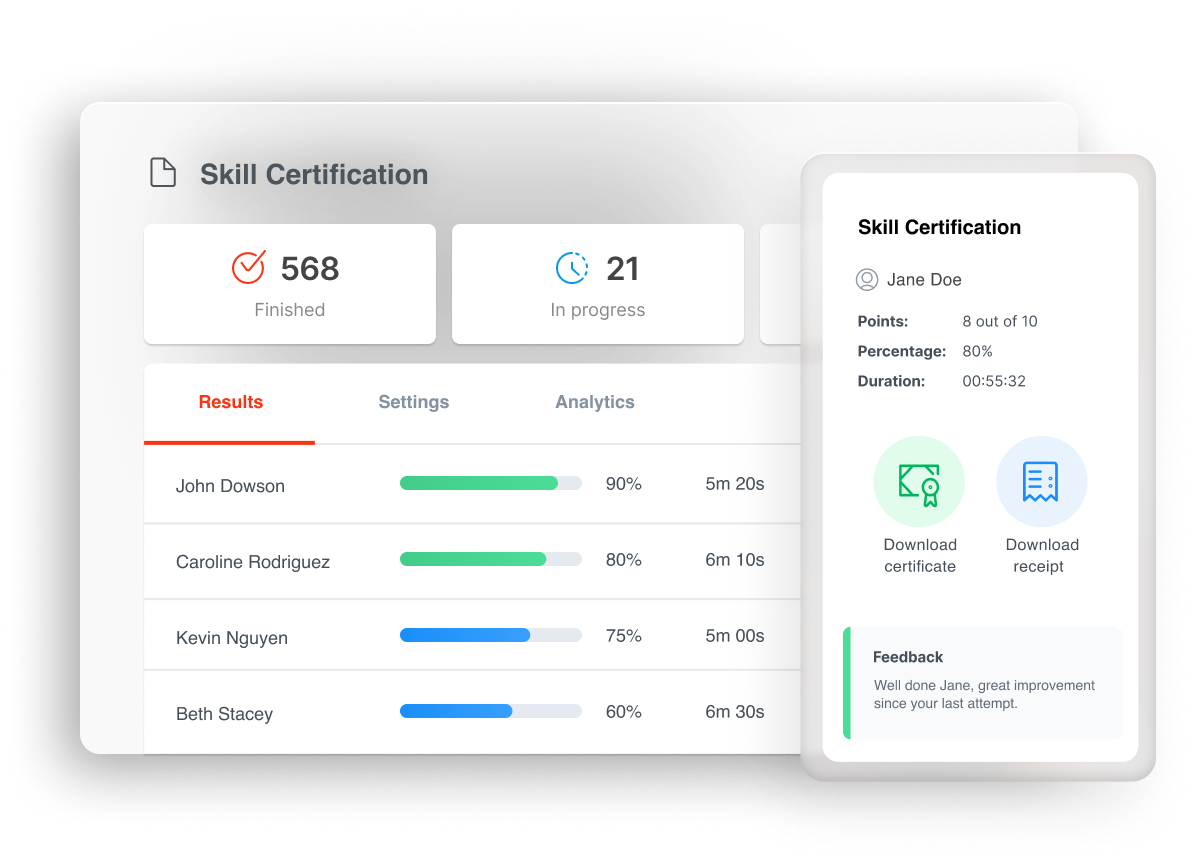 Skill Certification
568
Finished
21
In progress
Results Settings Analytics
John Dowson 90% 5m 20s
Caroline Rodriguez 80% 6m 10s
Kevin Nguyen 75% 5m 00s
Beth Stacey 60% 6m 30s
Skill Certification
Jane Doe
Points: 8 out of 10
Percentage: 80%
Duration: 00:55:32
Download
certificate
Download
receipt
Feedback
Well done Jane, great improvement
since your last attempt.